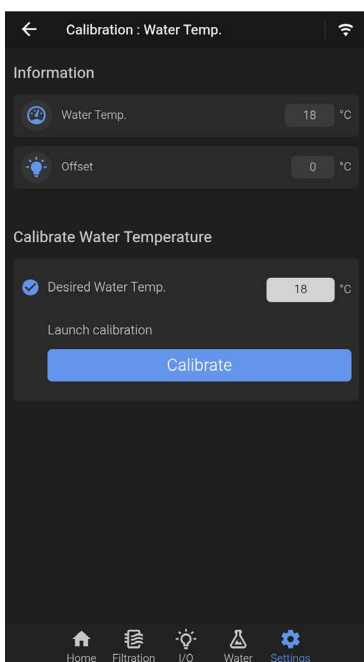 Calibration : Water Temp.
Information
Water Temp. 18 °C
Offset 0 °C
Calibrate Water Temperature
Desired Water Temp. 18 °C
Launch calibration
Calibrate
Home Filtration I/O Water Settings